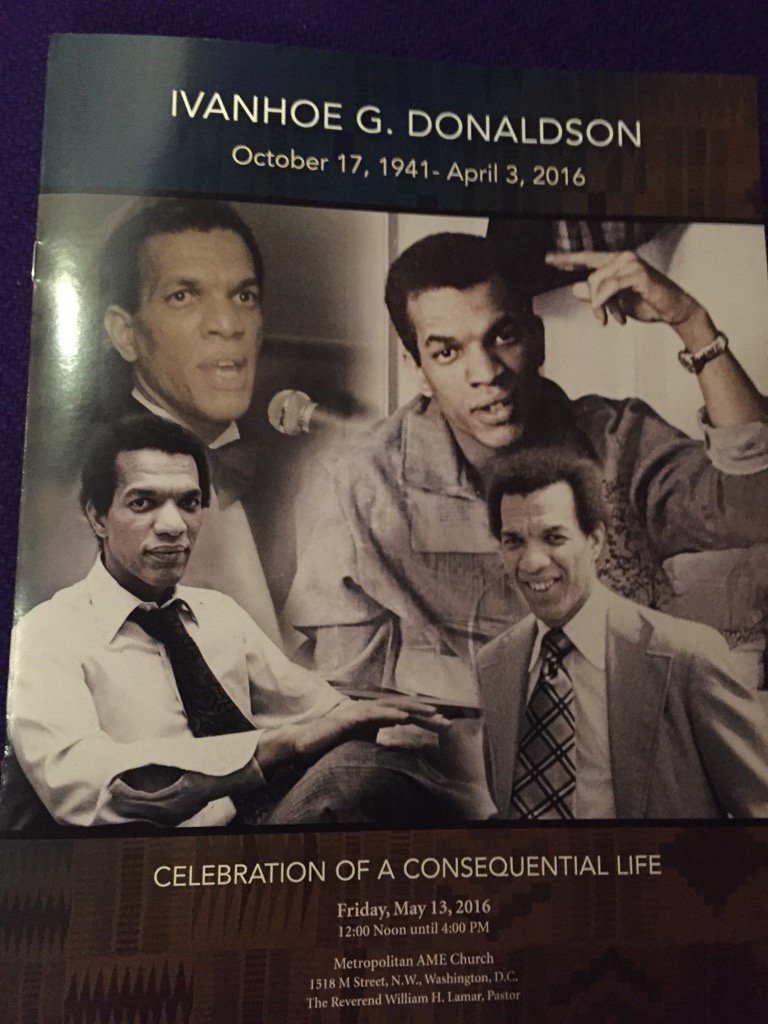 IVANHOE G. DONALDSON
October 17, 1941- April 3, 2016
CELEBRATION OF A CONSEQUENTIAL LIFE
Friday, May 13, 2016
12:00 Noon until 4:00 PM
Metropolitan AME Church
1518 M Street, N.W., Washington, D.C.
The Reverend William H. Lamar, Pastor